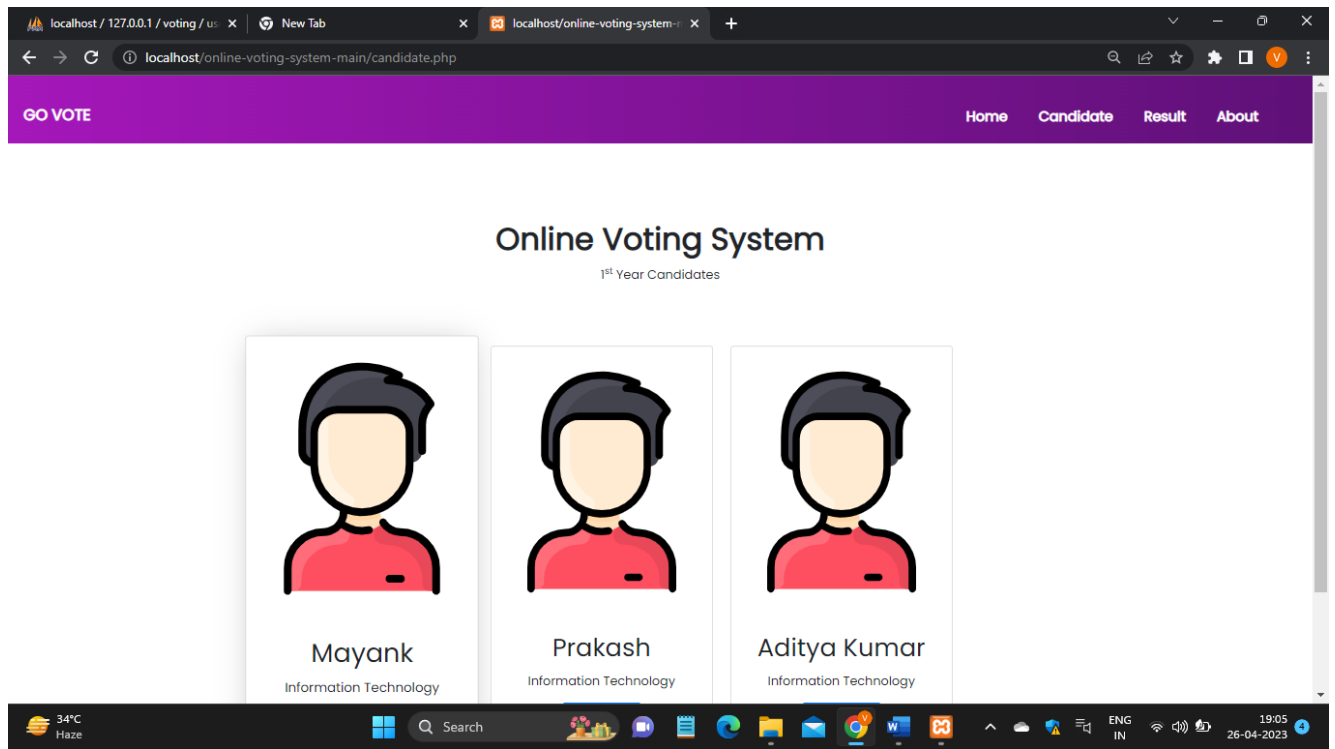 localhost / 127.0.0.1 / voting / us
New Tab
localhost/online-voting-system-m
localhost/online-voting-system-main/candidate.php
V
GO VOTE
Home Candidate Result About
Online Voting System
1st Year Candidates
Mayank
Information Technology
Prakash
Information Technology
Aditya Kumar
Information Technology
34°C
Haze
Search
ENG
IN
19:05
26-04-2023
4